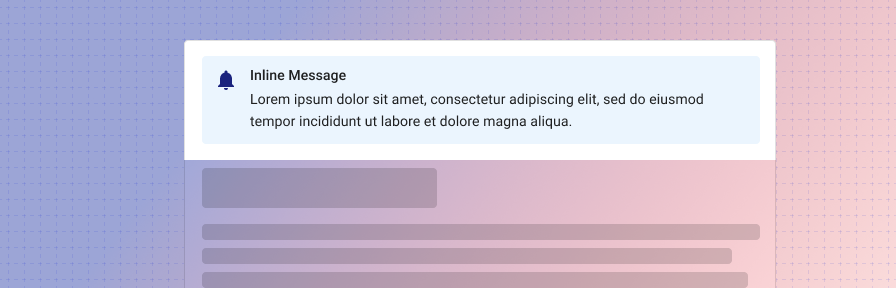 Inline Message
Lorem ipsum dolor sit amet, consectetur adipiscing elit, sed do eiusmod
tempor incididunt ut labore et dolore magna aliqua.